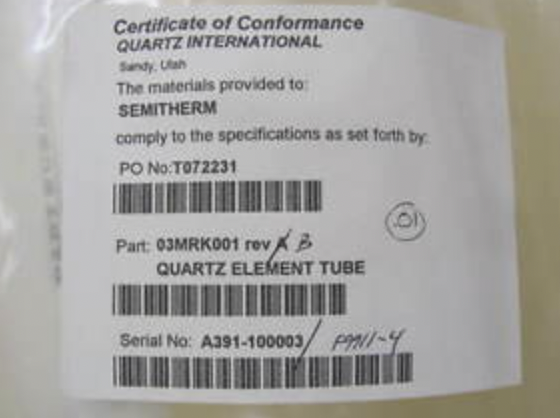 Certificate of Conformance
QUARTZ INTERNATIONAL
Sandy, Utah
The materials provided to:
SEMITHERM
comply to the specifications as set forth by:
PO No:T072231
.01
Part: 03MRK001 rev A B
QUARTZ ELEMENT TUBE
Serial No: A391-100003/